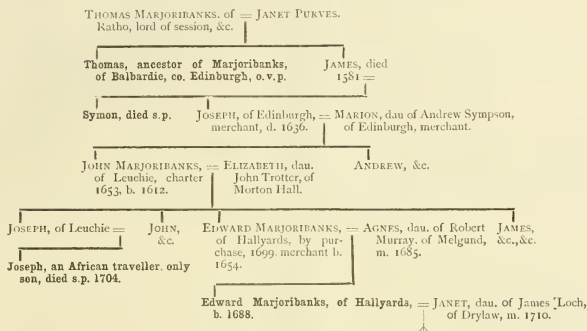 THOMAS MARJORIBANKS, of = JANET PURVES.
Ratho, lord of session, &c.
Thomas, ancestor of Marjoribanks, JAMES, died
of Balbardie, co. Edinburgh, o.v.p. 1581 =
Symon, died s.p. JOSEPH, of Edinburgh, = MARION, dau of Andrew Sympson,
merchant, d. 1636. of Edinburgh, merchant.
JOHN MARJORIBANKS, = ELIZABETH, dau. ANDREW, &c.
of Leuchie, charter John Trotter, of
1653, b. 1612. Morton Hall.
JOSEPH, of Leuchie = JOHN, EDWARD MARJORIBANKS, = AGNES, dau. of Robert JAMES,
&c. of Hallyards, by pur- Murray, of Melgund, &c., &c.
chase, 1699, merchant b. m. 1685.
Joseph, an African traveller, only 1654.
son, died s.p. 1704.
Edward Marjoribanks, of Hallyards, = JANET, dau. of James Loch,
b. 1688. of Drylaw, m. 1710.